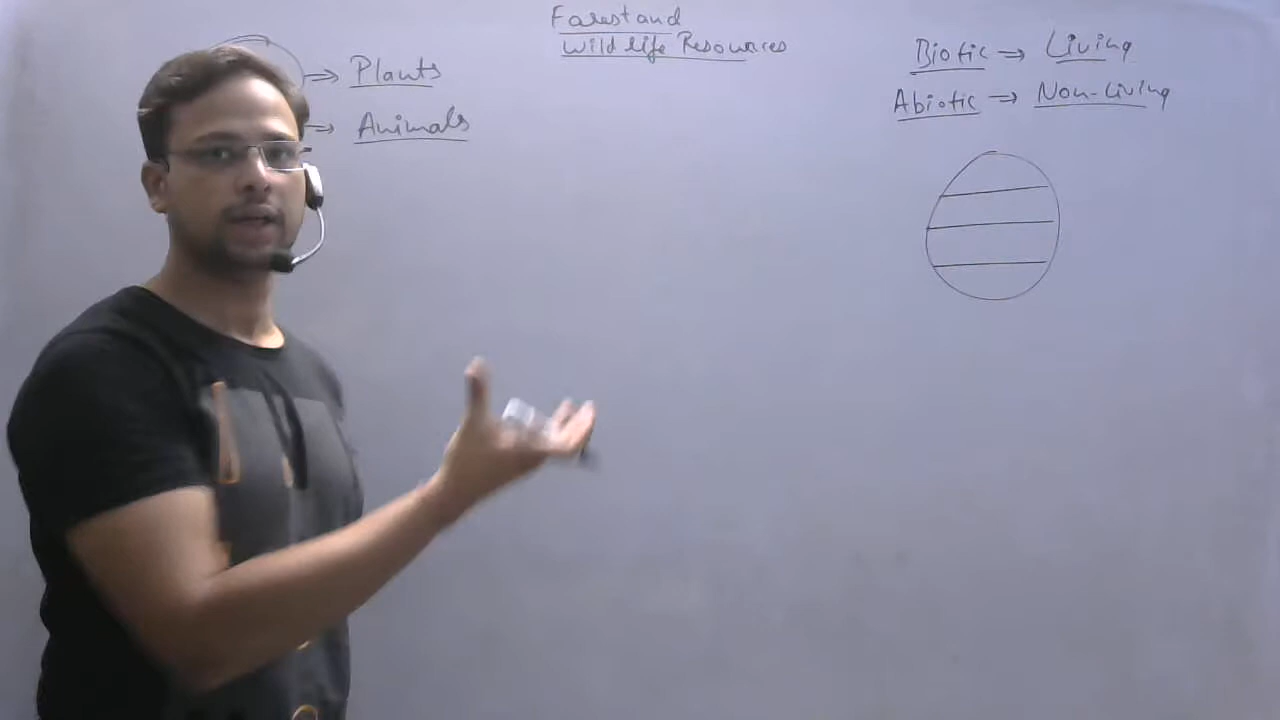 Forest and
Wild life Resources
→ Plants
→ Animals
Biotic → Living
Abiotic → Non-Living